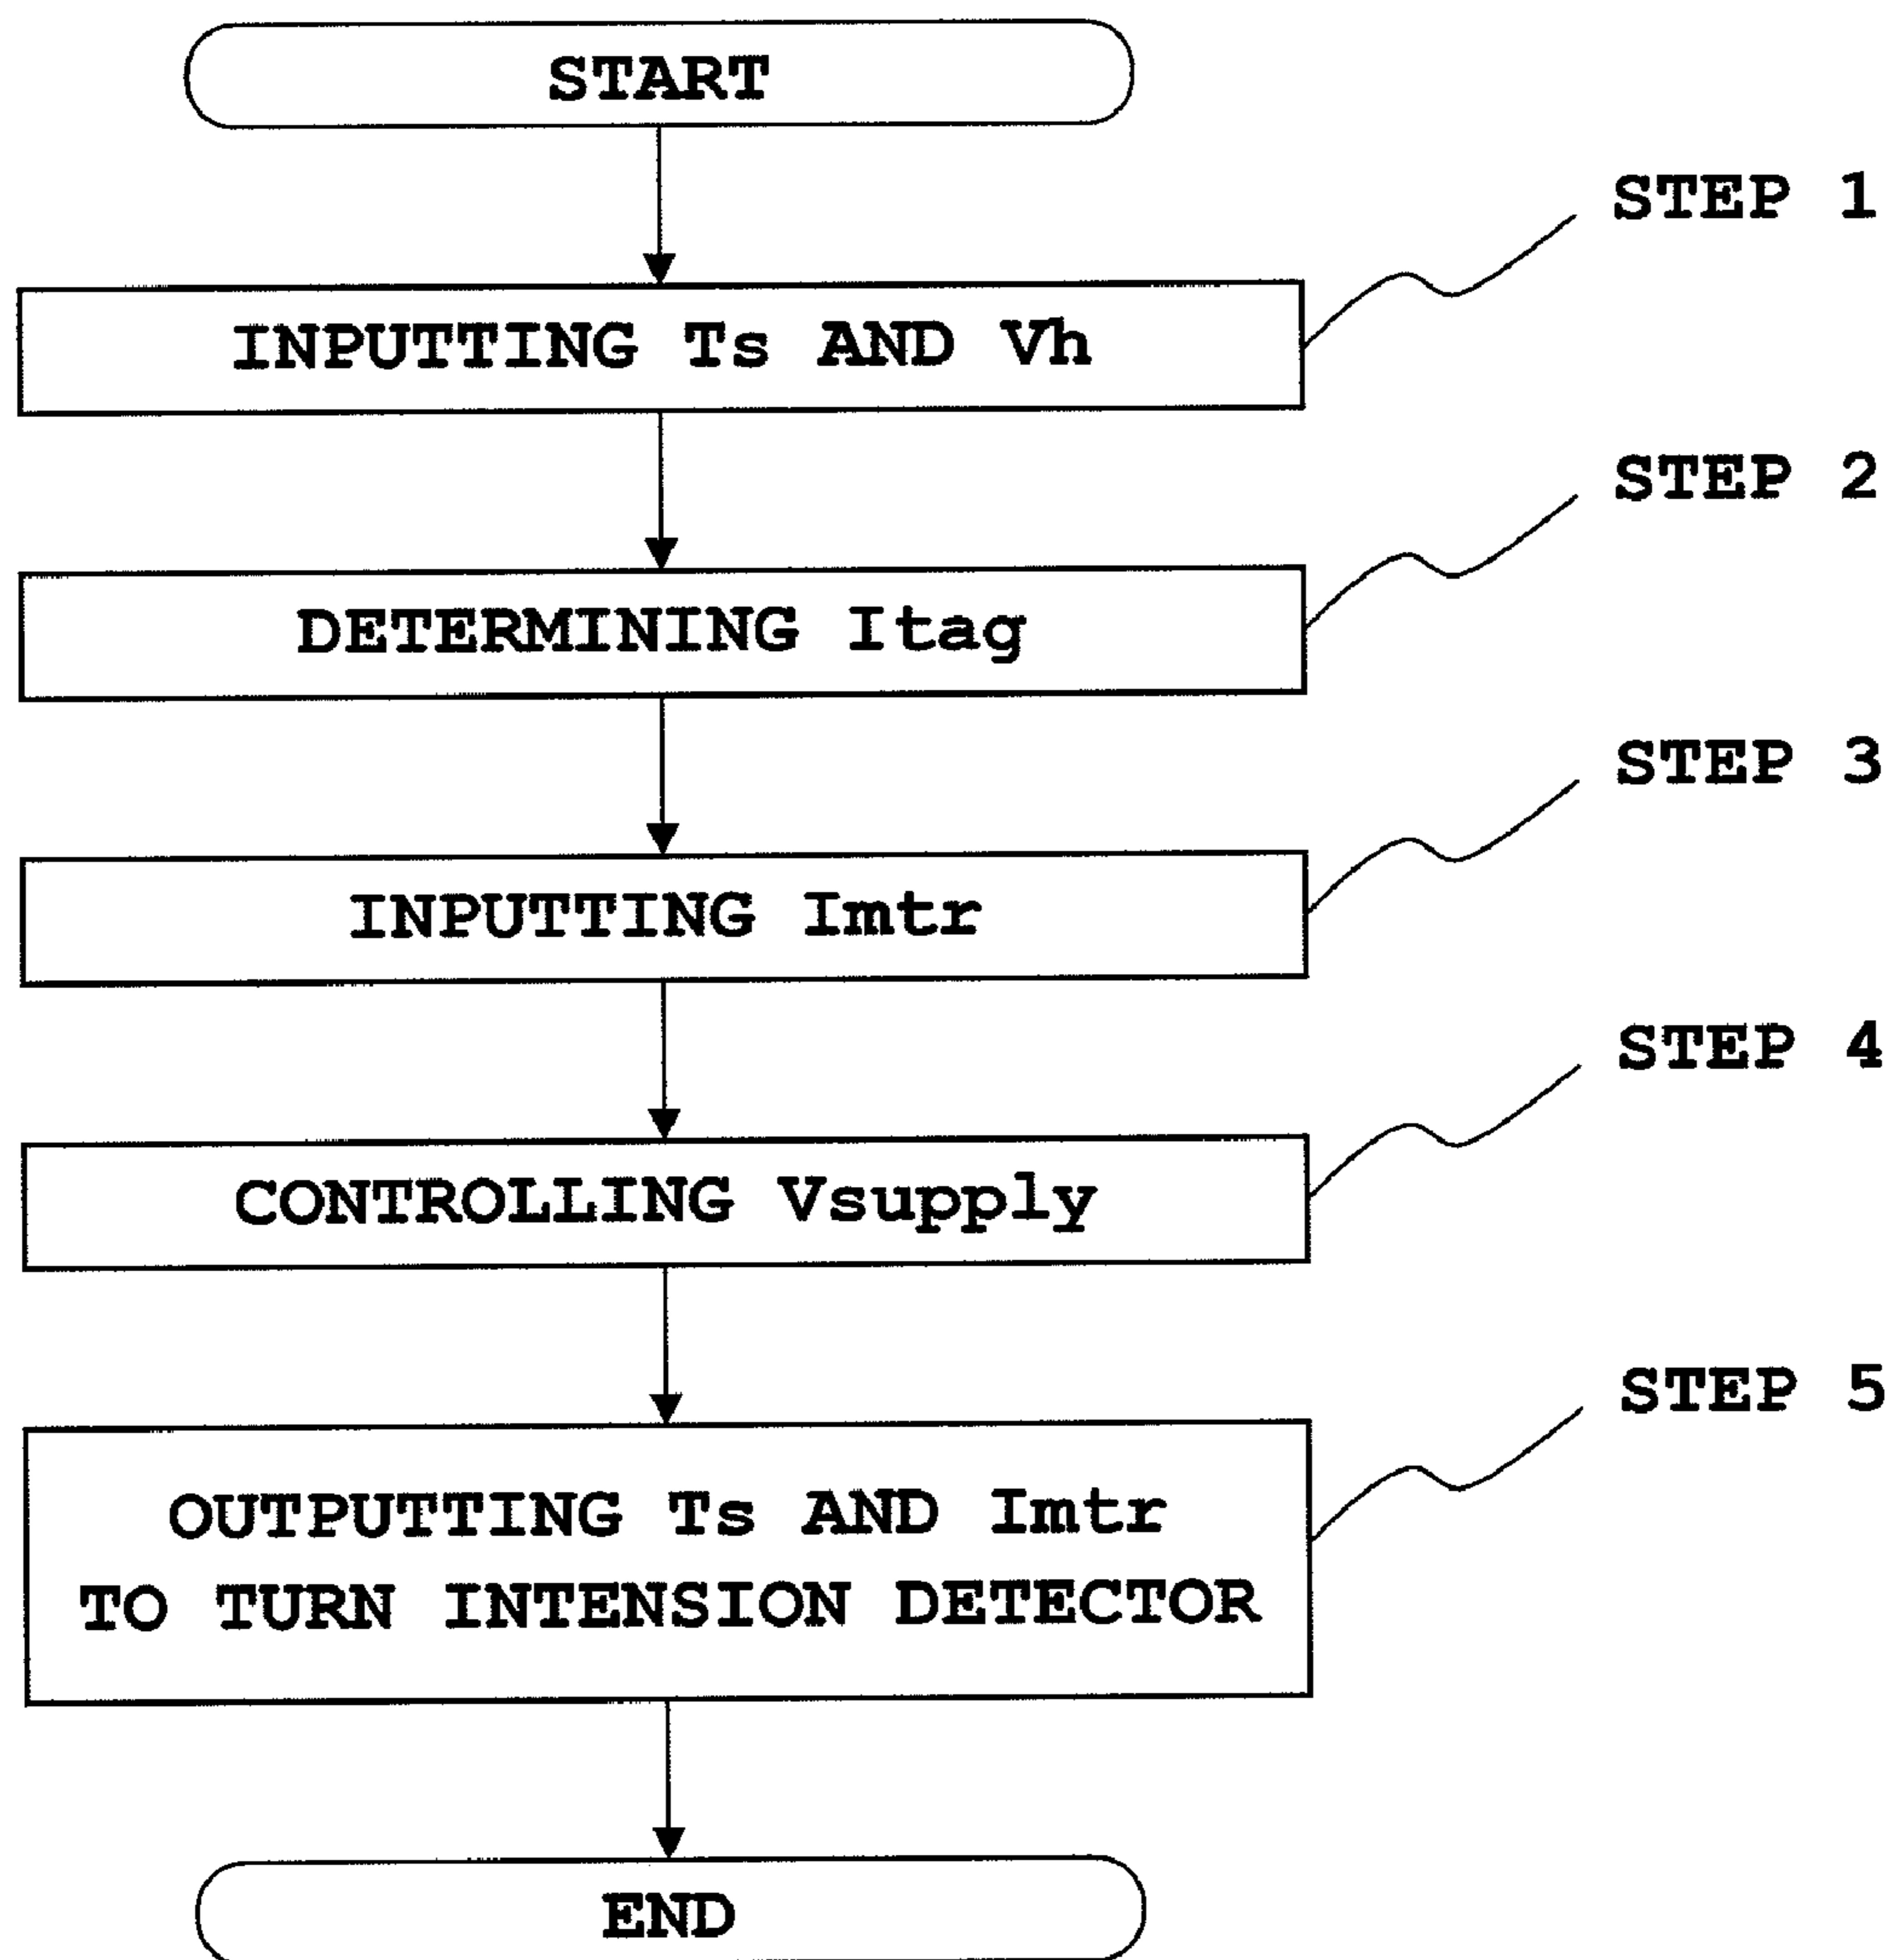 START
STEP 1
INPUTTING Ts AND Vh
STEP 2
DETERMINING Itag
STEP 3
INPUTTING Imtr
STEP 4
CONTROLLING Vsupply
STEP 5
OUTPUTTING Ts AND Imtr
TO TURN INTENSION DETECTOR
END